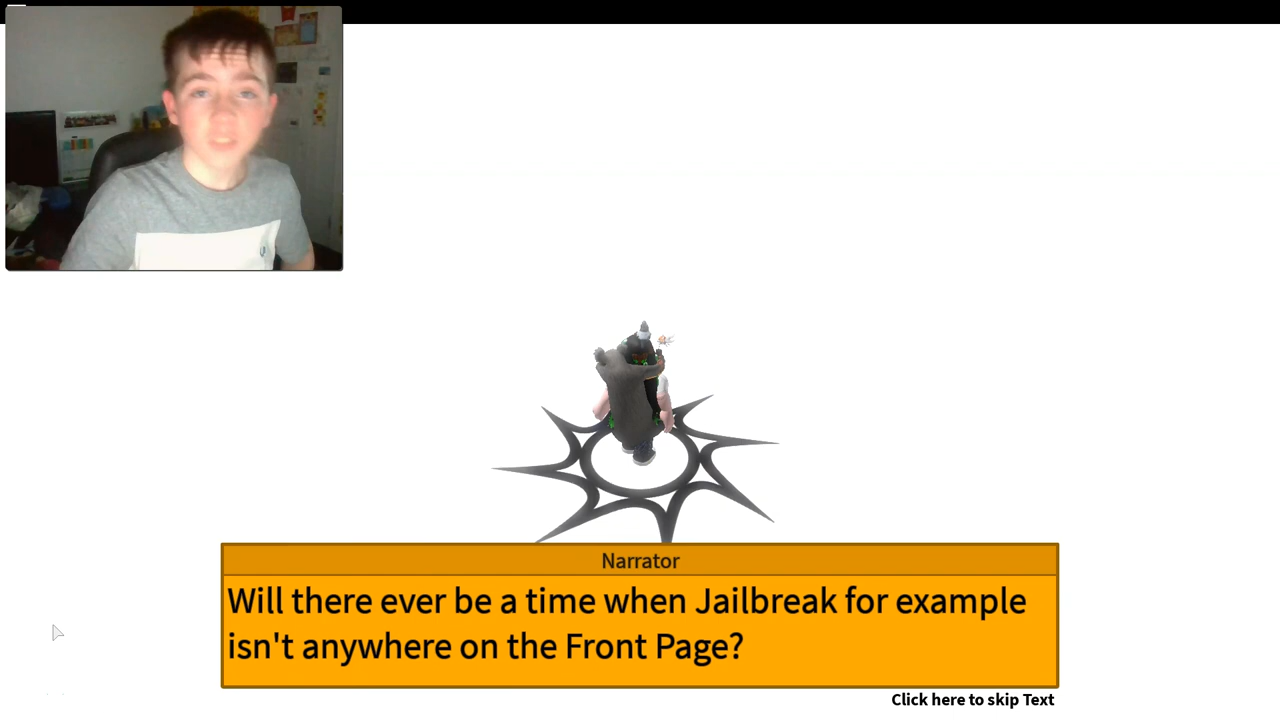 Narrator
Will there ever be a time when Jailbreak for example
isn't anywhere on the Front Page?
Click here to skip Text